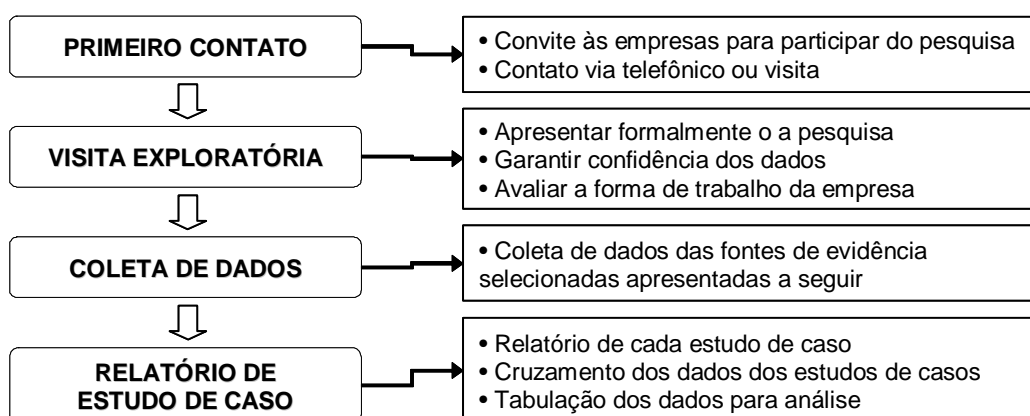 PRIMEIRO CONTATO
• Convite às empresas para participar do pesquisa
• Contato via telefônico ou visita
VISITA EXPLORATÓRIA
• Apresentar formalmente o a pesquisa
• Garantir confidência dos dados
• Avaliar a forma de trabalho da empresa
COLETA DE DADOS
• Coleta de dados das fontes de evidência
selecionadas apresentadas a seguir
RELATÓRIO DE
ESTUDO DE CASO
• Relatório de cada estudo de caso
• Cruzamento dos dados dos estudos de casos
• Tabulação dos dados para análise